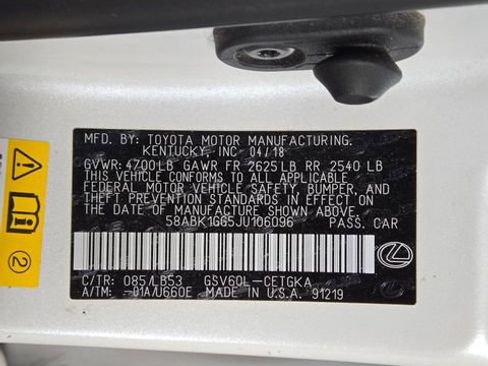 MFD. BY: TOYOTA MOTOR MANUFACTURING.
KENTUCKY, INC 04/18
GVWR: 4700LB GAWR FR 2625LB RR 2540 LB
THIS VEHICLE CONFORMS TO ALL APPLICABLE
FEDERAL MOTOR VEHICLE SAFETY, BUMPER, AND
THEFT PREVENTION STANDARDS IN EFFECT ON
THE DATE OF MANUFACTURE SHOWN ABOVE.
58ABK1GG5JU106096 PASS. CAR
C/TR: 085/LB53 GSV60L-CETGKA
A/TM: -01A/U660E MADE IN U.S.A. 91219
2